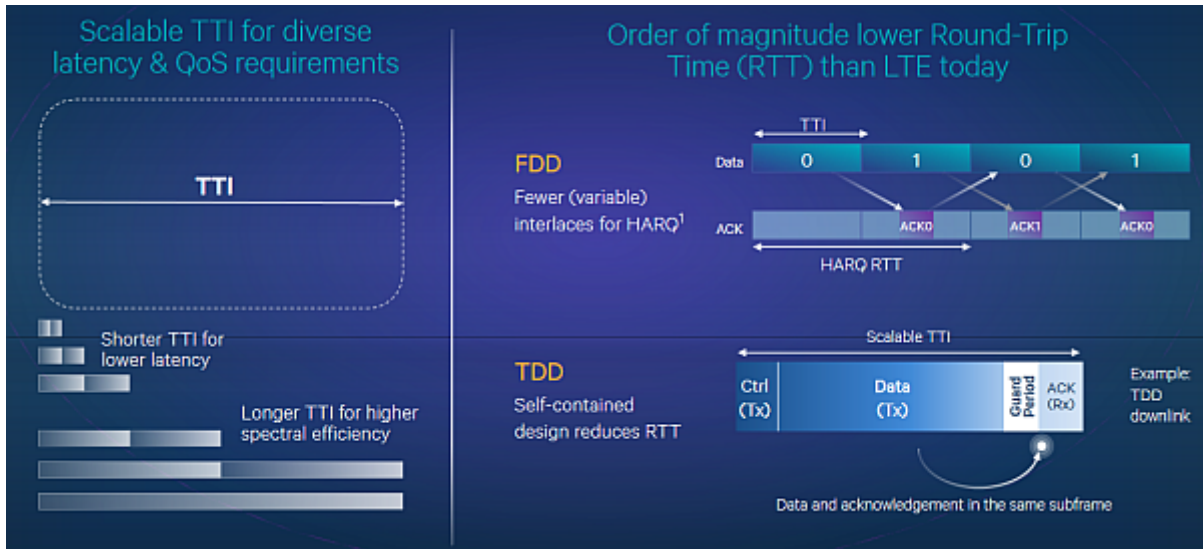 Scalable TTI for diverse
latency & QoS requirements
TTI
Shorter TTI for
lower latency
Longer TTI for higher
spectral efficiency
Order of magnitude lower Round-Trip
Time (RTT) than LTE today
FDD
Fewer (variable)
interfaces for HARQ¹
TTI
Data 0 1 0 1
ACK ACK0 ACK1 ACK0
HARQ RTT
TDD
Self-contained
design reduces RTT
Scalable TTI
Ctrl
(Tx)
Data
(Tx)
Guard
Period
ACK
(Rx)
Example:
TDD
downlink
Data and acknowledgement in the same subframe